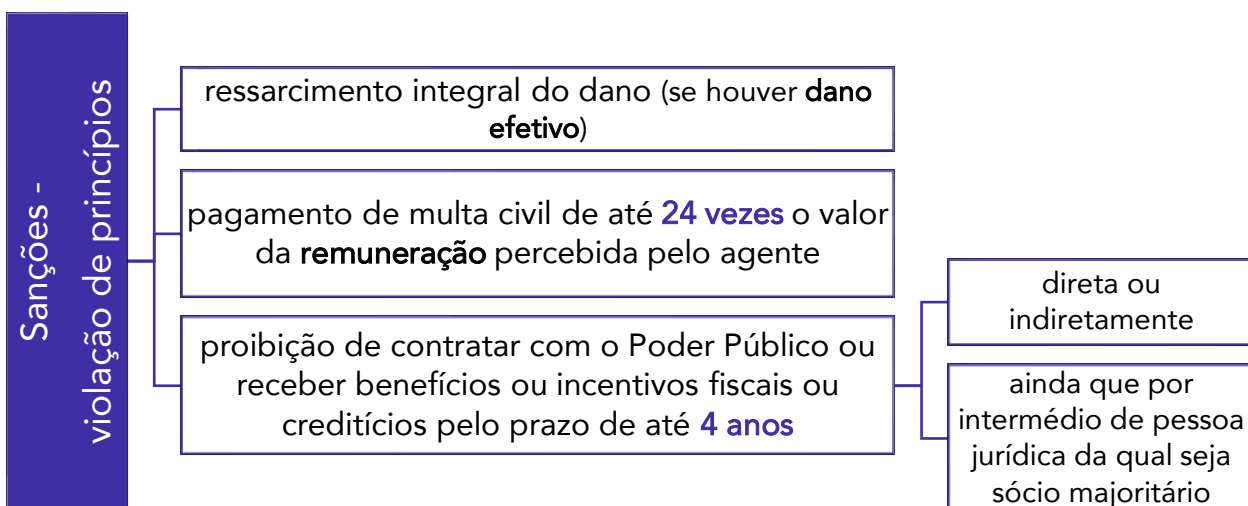 Sanções -
violação de princípios
ressarcimento integral do dano (se houver dano
efetivo)
pagamento de multa civil de até 24 vezes o valor
da remuneração percebida pelo agente
proibição de contratar com o Poder Público ou
receber benefícios ou incentivos fiscais ou
creditícios pelo prazo de até 4 anos
direta ou
indiretamente
ainda que por
intermédio de pessoa
jurídica da qual seja
sócio majoritário